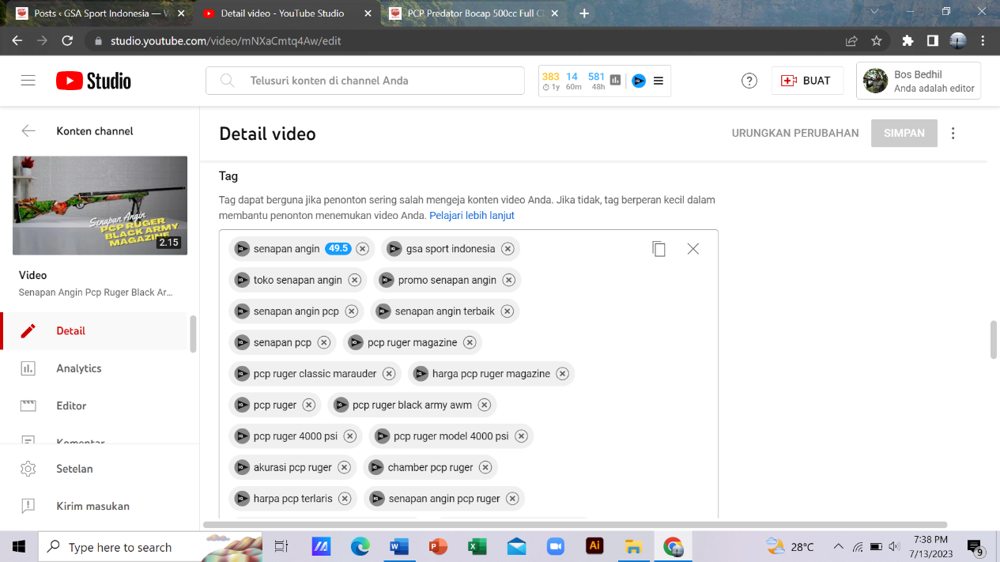 Posts ‹ GSA Sport Indonesia — W
Detail video - YouTube Studio
PCP Predator Bocap 500cc Full Cl
studio.youtube.com/video/mNXaCmtq4Aw/edit
Studio
Telusuri konten di channel Anda
383 14 581
1y 60m 48h
BUAT
Bos Bedhil
Anda adalah editor
Konten channel
Detail video
URUNGKAN PERUBAHAN
SIMPAN
Senapan Angin
PCP RUGER
BLACK ARMY
MAGAZINE
2.15
Video
Senapan Angin Pcp Ruger Black Ar...
Detail
Analytics
Editor
Komentar
Setelan
Kirim masukan
Tag
Tag dapat berguna jika penonton sering salah mengeja konten video Anda. Jika tidak, tag berperan kecil dalam
membantu penonton menemukan video Anda. Pelajari lebih lanjut
senapan angin 49.5 gsa sport indonesia
toko senapan angin promo senapan angin
senapan angin pcp senapan angin terbaik
senapan pcp pcp ruger magazine
pcp ruger classic marauder harga pcp ruger magazine
pcp ruger pcp ruger black army awm
pcp ruger 4000 psi pcp ruger model 4000 psi
akurasi pcp ruger chamber pcp ruger
harpa pcp terlaris senapan angin pcp ruger
Type here to search
28°C
7:38 PM
7/13/2023
9